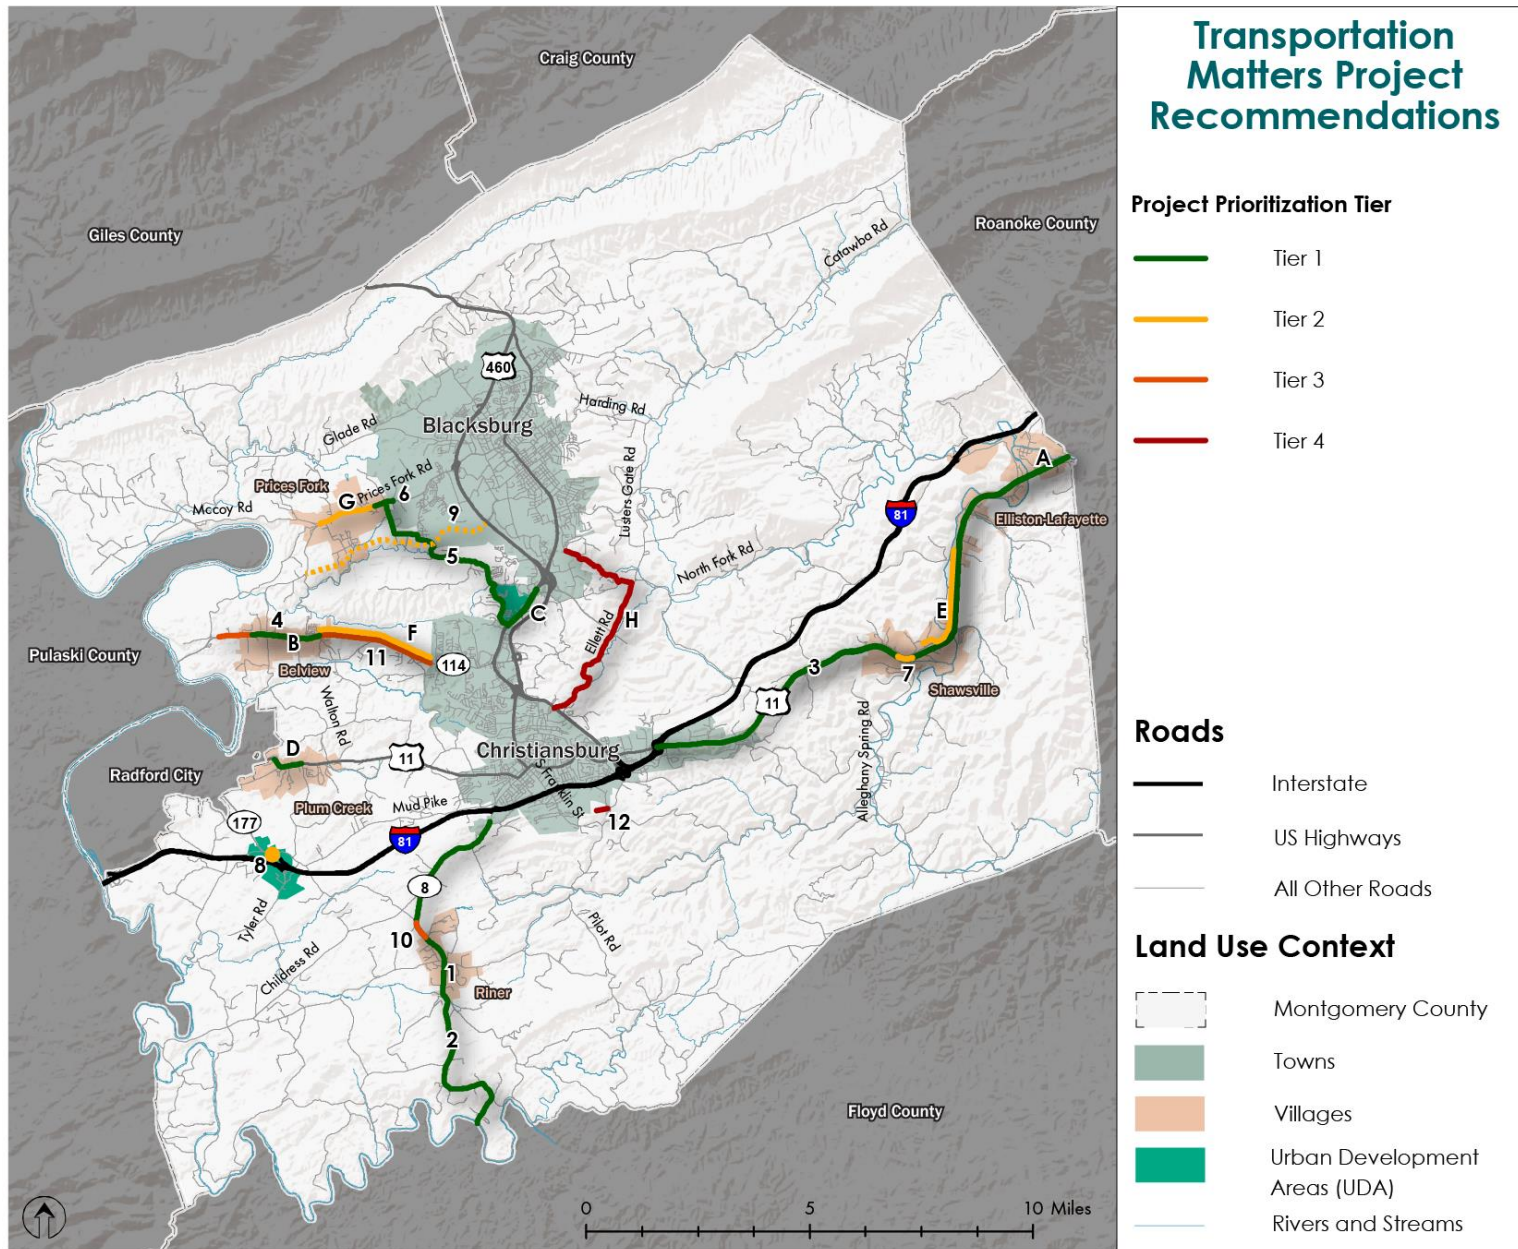 Transportation
Matters Project
Recommendations
Project Prioritization Tier
Tier 1
Tier 2
Tier 3
Tier 4
Roads
Interstate
US Highways
All Other Roads
Land Use Context
Montgomery County
Towns
Villages
Urban Development
Areas (UDA)
Rivers and Streams
Craig County
Giles County
Roanoke County
Catawba Rd
460
Harding Rd
Blacksburg
Glade Rd
Prices Fork Rd
Prices Fork
Mccoy Rd
G
6
9
5
Lusters Gate Rd
81
A
Elliston-Lafayette
North Fork Rd
C
H
Ellett Rd
E
4
B
F
11
114
Belview
Pulaski County
3
7
11
Shawsville
Walton Rd
Christiansburg
D
11
Radford City
Plum Creek
Mud Pike
S Franklin St
Alleghany Spring Rd
177
81
12
8
8
Tyler Rd
10
Childress Rd
Pilot Rd
1
Riner
2
Floyd County
0 5 10 Miles